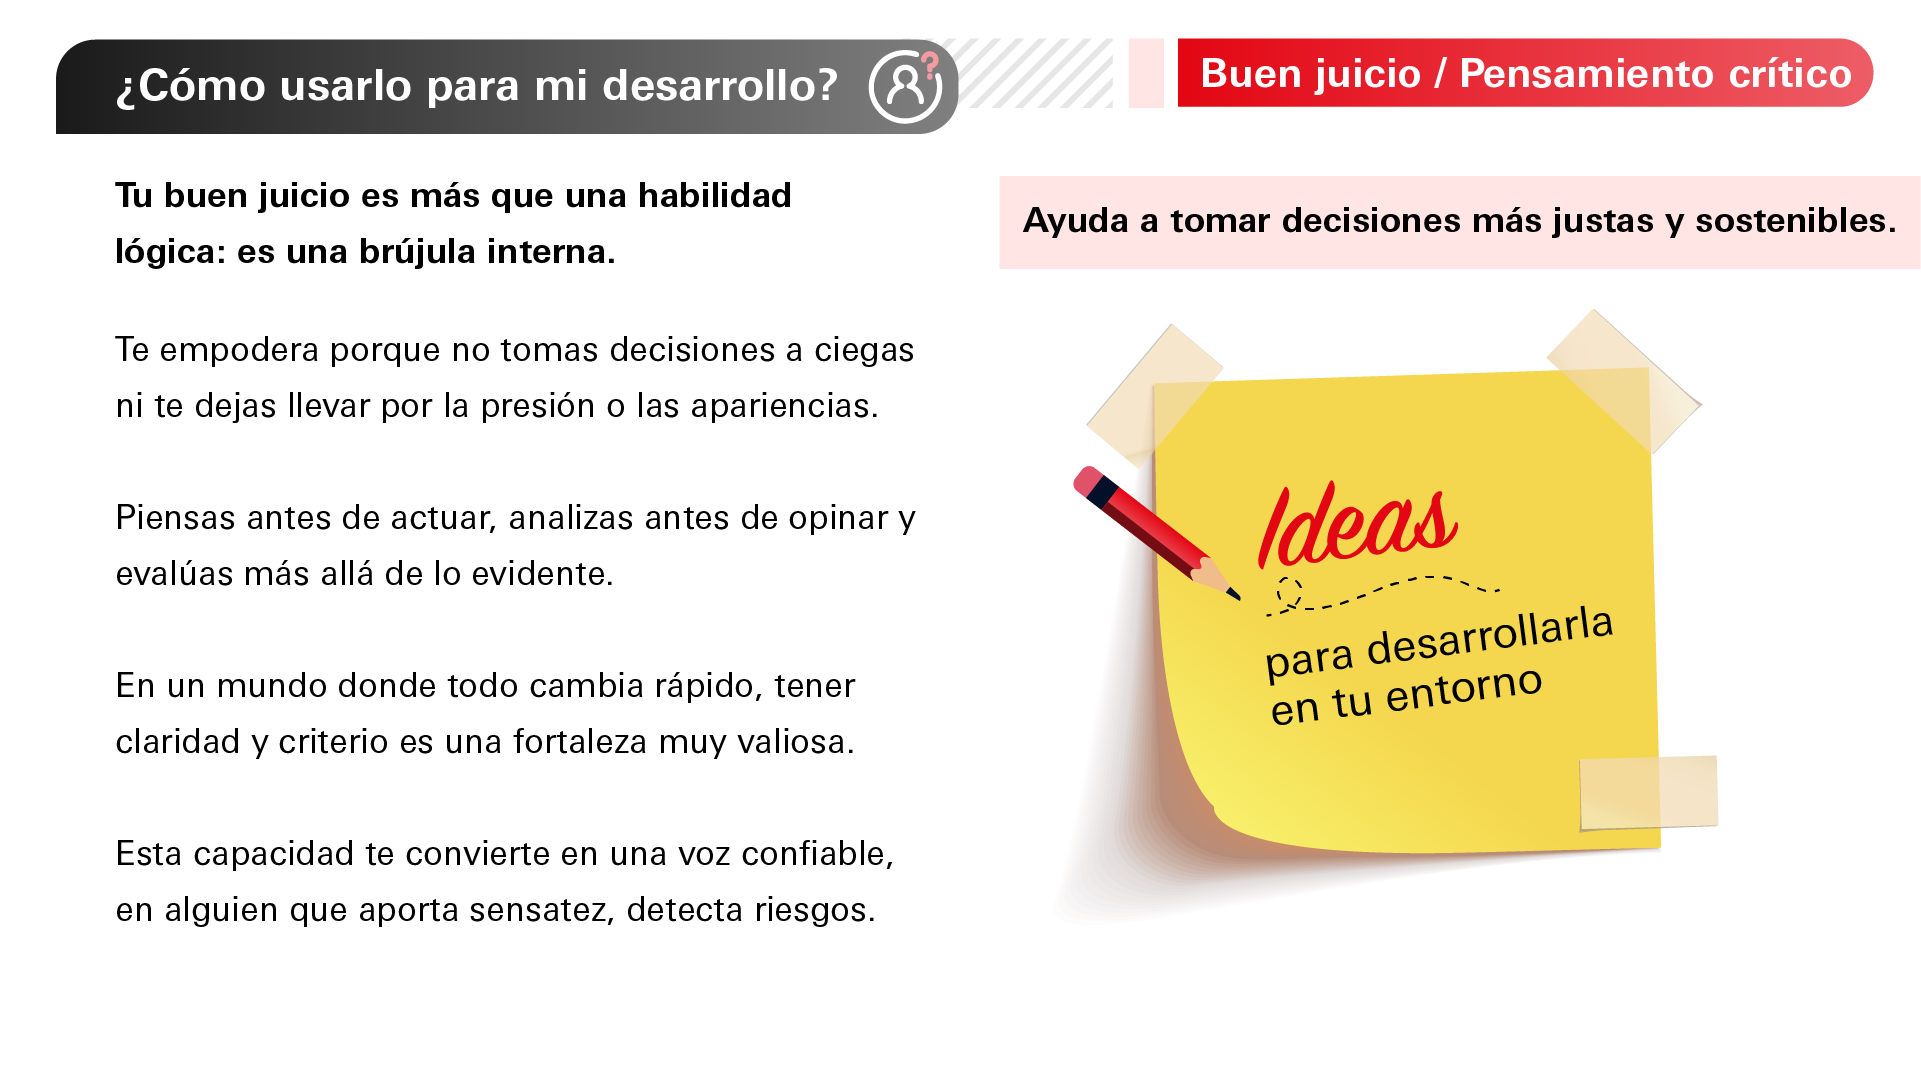 ¿Cómo usarlo para mi desarrollo?
Buen juicio / Pensamiento crítico
Tu buen juicio es más que una habilidad
lógica: es una brújula interna.
Te empodera porque no tomas decisiones a ciegas
ni te dejas llevar por la presión o las apariencias.
Piensas antes de actuar, analizas antes de opinar y
evalúas más allá de lo evidente.
En un mundo donde todo cambia rápido, tener
claridad y criterio es una fortaleza muy valiosa.
Esta capacidad te convierte en una voz confiable,
en alguien que aporta sensatez, detecta riesgos.
Ayuda a tomar decisiones más justas y sostenibles.
Ideas
para desarrollarla
en tu entorno